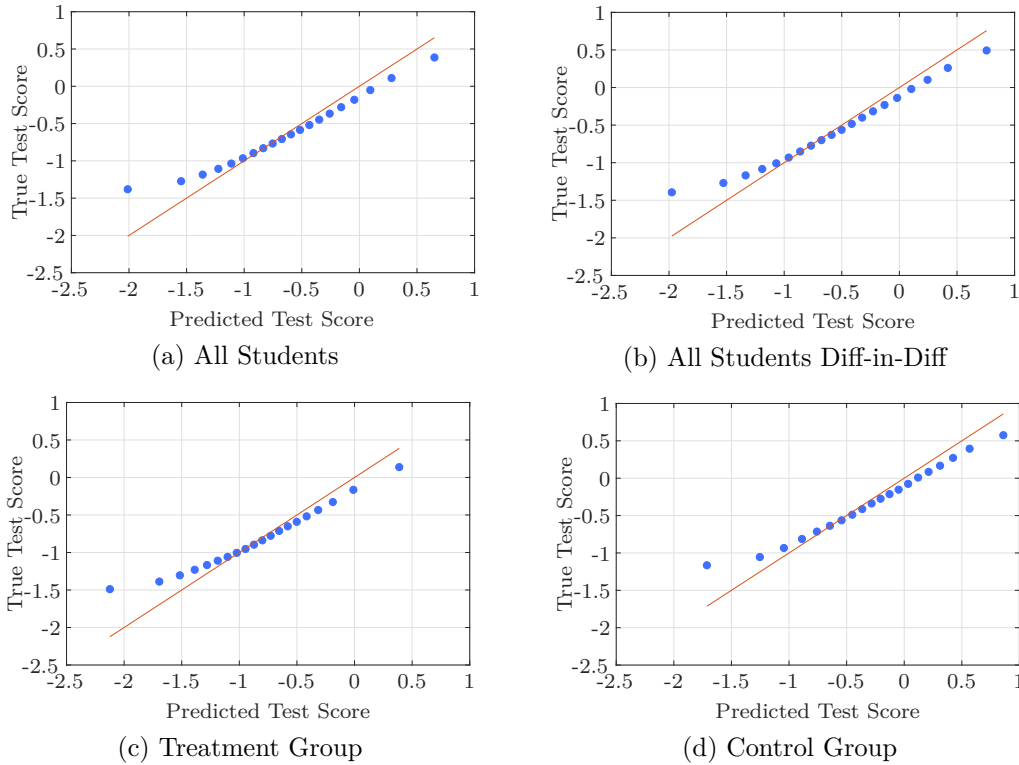 1
0.5
0
-0.5
-1
-1.5
-2
-2.5
True Test Score
-2.5 -2 -1.5 -1 -0.5 0 0.5 1
Predicted Test Score
(a) All Students
1
0.5
0
-0.5
-1
-1.5
-2
-2.5
True Test Score
-2.5 -2 -1.5 -1 -0.5 0 0.5 1
Predicted Test Score
(b) All Students Diff-in-Diff
1
0.5
0
-0.5
-1
-1.5
-2
-2.5
True Test Score
-2.5 -2 -1.5 -1 -0.5 0 0.5 1
Predicted Test Score
(c) Treatment Group
1
0.5
0
-0.5
-1
-1.5
-2
-2.5
True Test Score
-2.5 -2 -1.5 -1 -0.5 0 0.5 1
Predicted Test Score
(d) Control Group